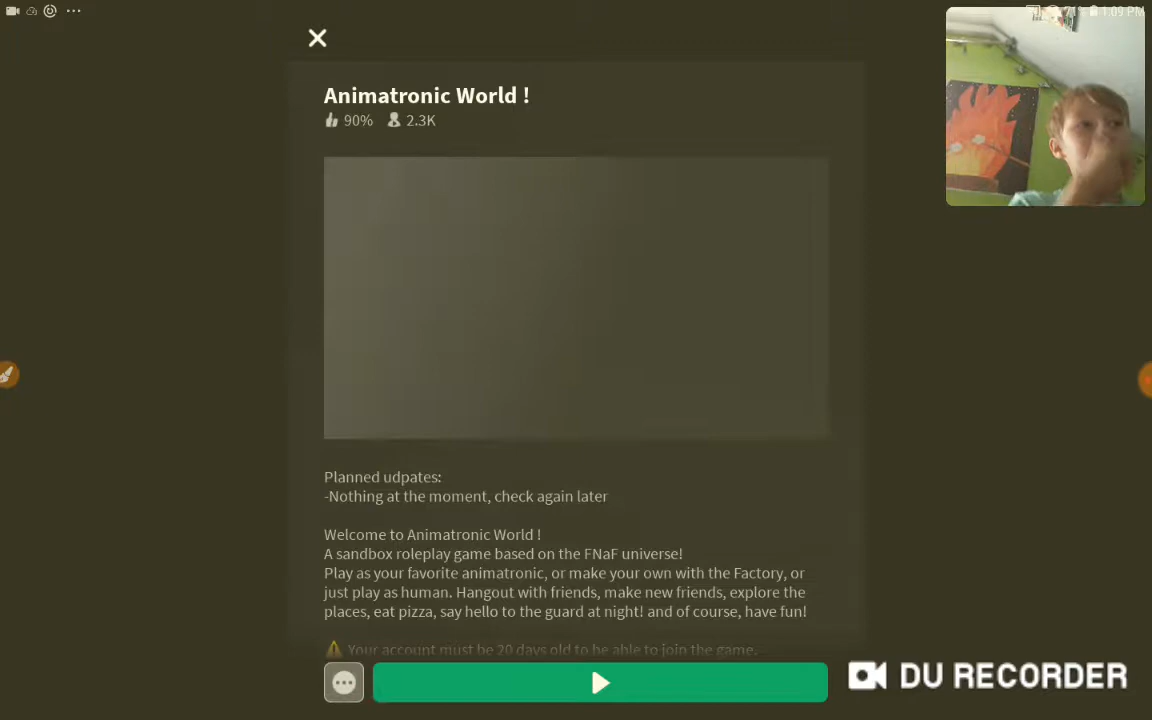 71% 1:09 PM
Animatronic World !
90% 2.3K
Planned udpates:
-Nothing at the moment, check again later
Welcome to Animatronic World !
A sandbox roleplay game based on the FNaF universe!
Play as your favorite animatronic, or make your own with the Factory, or
just play as human. Hangout with friends, make new friends, explore the
places, eat pizza, say hello to the guard at night! and of course, have fun!
⚠ Your account must be 20 days old to be able to join the game.
DU RECORDER